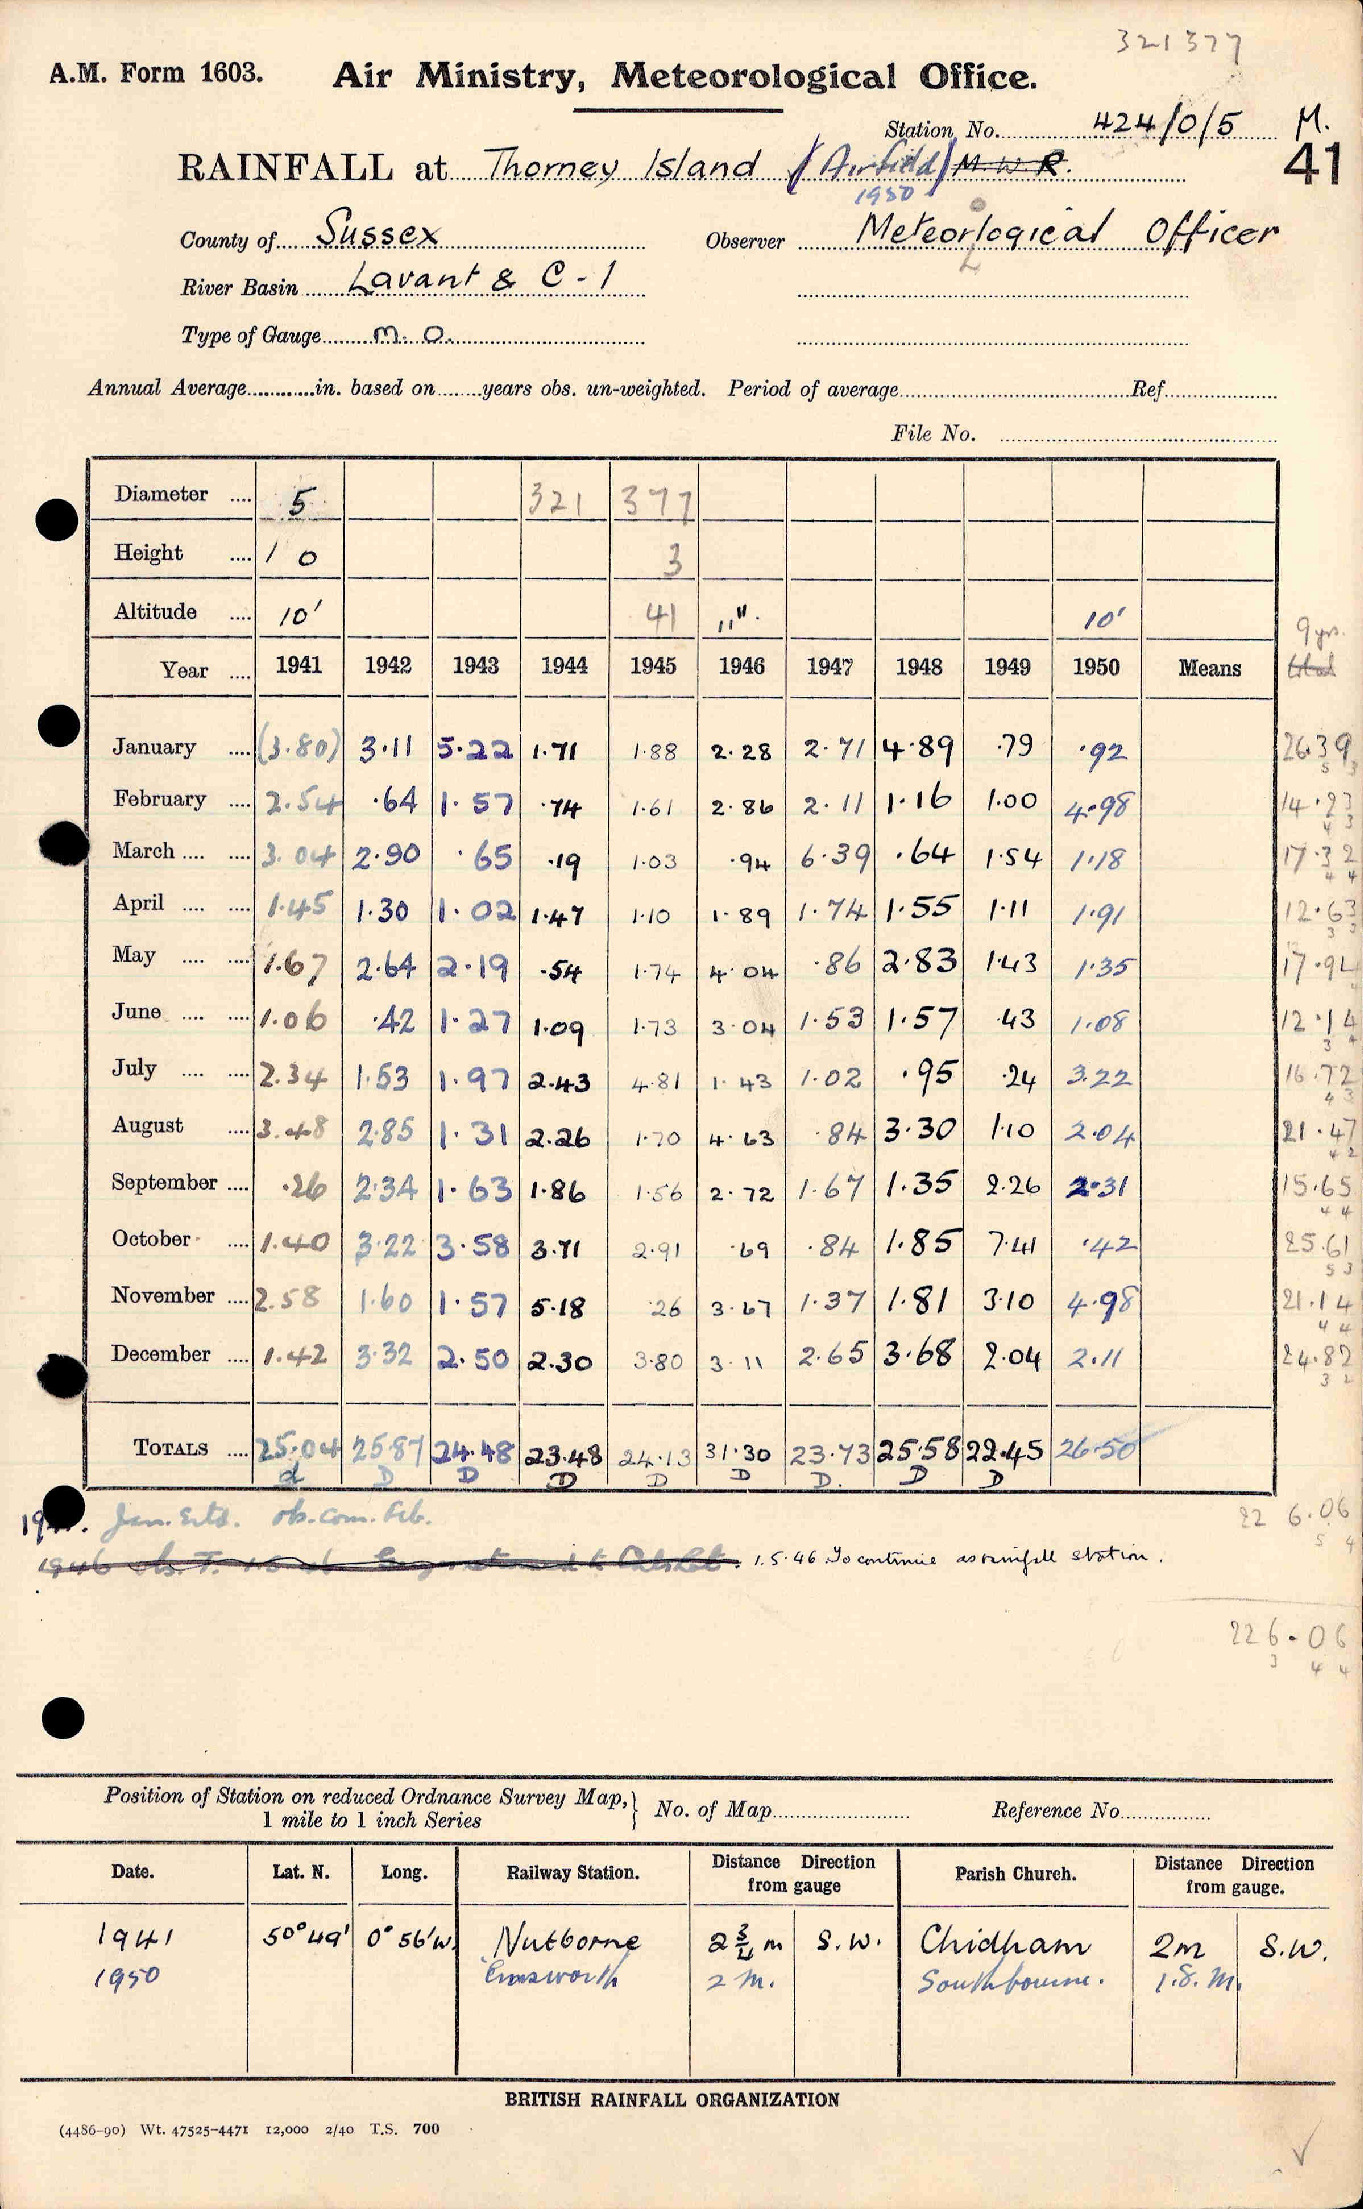 321377
A.M. Form 1603. Air Ministry, Meteorological Office.
Station No. 424/0/5 M.
41
RAINFALL at Thorney Island (Airfield) M.W.R.
1950
County of Sussex Observer Meteorological Officer
River Basin Lavant & C - 1
Type of Gauge M. O.
Annual Average in. based on years obs. un-weighted. Period of average Ref.
File No.
Diameter .... 5 321 377
Height .... 1 0 3
Altitude .... 10' 41 ,,". 10'
9 yrs.
Year .... 1941 1942 1943 1944 1945 1946 1947 1948 1949 1950 Means total
January .... (3.80) 3.11 5.22 1.71 1.88 2.28 2.71 4.89 .79 .92 26.39
February .... 2.54 .64 1.57 .74 1.61 2.86 2.11 1.16 1.00 4.98 14.23
March .... .... 3.04 2.90 .65 .19 1.03 .94 6.39 .64 1.54 1.18 17.32
April .... .... 1.45 1.30 1.02 1.47 1.10 1.89 1.74 1.55 1.11 1.91 12.63
May .... .... 1.67 2.64 2.19 .54 1.74 4.04 .86 2.83 1.43 1.35 17.94
June .... .... 1.06 .42 1.27 1.09 1.73 3.04 1.53 1.57 .43 1.08 12.14
July .... .... 2.34 1.53 1.97 2.43 4.81 1.43 1.02 .95 .24 3.22 16.72
August .... 3.48 2.85 1.31 2.26 1.70 4.63 .84 3.30 1.10 2.04 21.47
September .... .26 2.34 1.63 1.86 1.56 2.72 1.67 1.35 2.26 2.31 15.65
October .... 1.40 3.22 3.58 3.71 2.91 .69 .84 1.85 7.41 .42 25.61
November .... 2.58 1.60 1.57 5.18 26 3.67 1.37 1.81 3.10 4.98 21.14
December .... 1.42 3.32 2.50 2.30 3.80 3.11 2.65 3.68 2.04 2.11 24.82
TOTALS .... 25.04 25.87 24.48 23.48 24.13 31.30 23.73 25.58 22.45 26.50
d D D D D D D. D D
Jan. Estd. ob. com. Feb. 22 6.06
1946 1.5.46 To continue as rainfall station.
226.06
3 4 4
Position of Station on reduced Ordnance Survey Map, 1 mile to 1 inch Series } No. of Map Reference No.
Date. Lat. N. Long. Railway Station. Distance Direction from gauge Parish Church. Distance Direction from gauge.
1941 50° 49' 0° 56'W. Nutborne 2 3/4 m S.W. Chidham 2m S.W.
1950 Emsworth 2 m. Southbourne. 1.8. m.
BRITISH RAINFALL ORGANIZATION
(4486-90) Wt. 47525-4471 12,000 2/40 T.S. 700